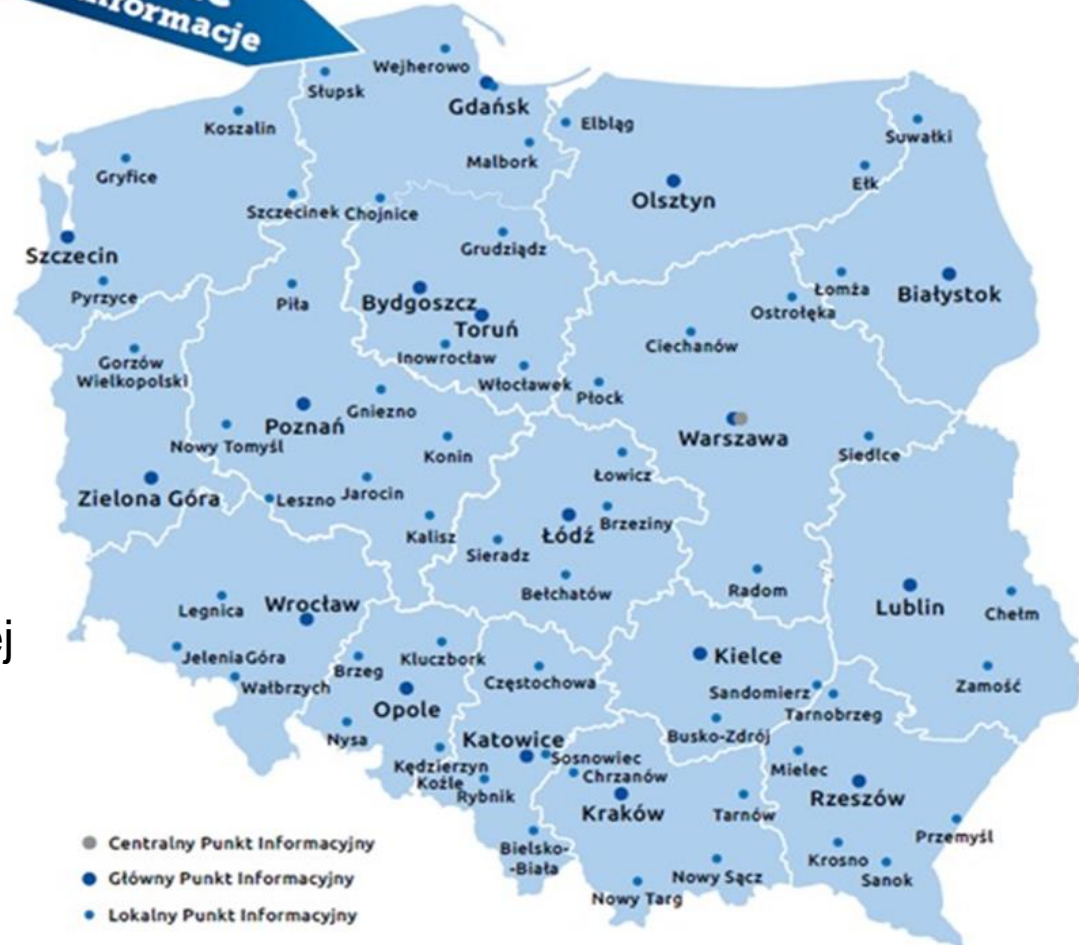 informacje
Wejherowo
Słupsk
Gdańsk
Koszalin
Elbląg
Suwałki
Malbork
Gryfice
Ełk
Olsztyn
Szczecinek Chojnice
Grudziądz
Szczecin
Pyrzyce
Piła
Bydgoszcz
Łomża
Białystok
Ostrołęka
Toruń
Ciechanów
Inowrocław
Gorzów
Wielkopolski
Włocławek
Płock
Gniezno
Poznań
Nowy Tomyśl
Warszawa
Konin
Siedlce
Łowicz
Zielona Góra
Leszno
Jarocin
Brzeziny
Kalisz
Łódź
Sieradz
Bełchatów
Radom
Legnica
Wrocław
Lublin
Chełm
ej
JeleniaGóra
Kluczbork
Kielce
Brzeg
Wałbrzych
Częstochowa
Sandomierz
Zamość
Opole
Tarnobrzeg
Nysa
Katowice
Busko-Zdrój
Sosnowiec
Kędzierzyn
Koźle
Chrzanów
Mielec
Rybnik
Rzeszów
Kraków
Tarnów
Przemyśl
Bielsko-
-Biała
Krosno
Nowy Sącz
Sanok
Nowy Targ
Centralny Punkt Informacyjny
Główny Punkt Informacyjny
Lokalny Punkt Informacyjny